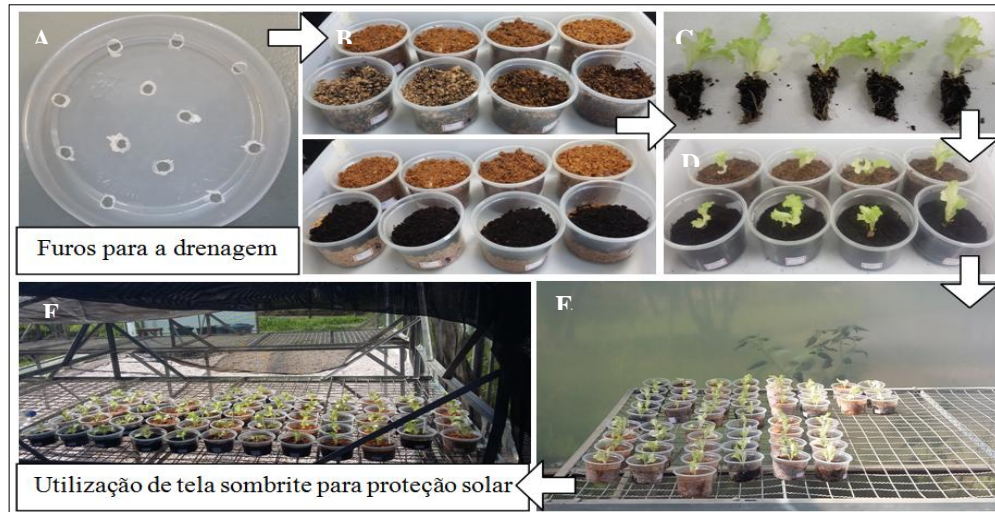 A
B
C
D
Furos para a drenagem
F
E
Utilização de tela sombrite para proteção solar